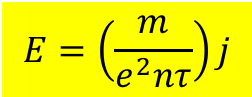 E = (m / e²nτ) j